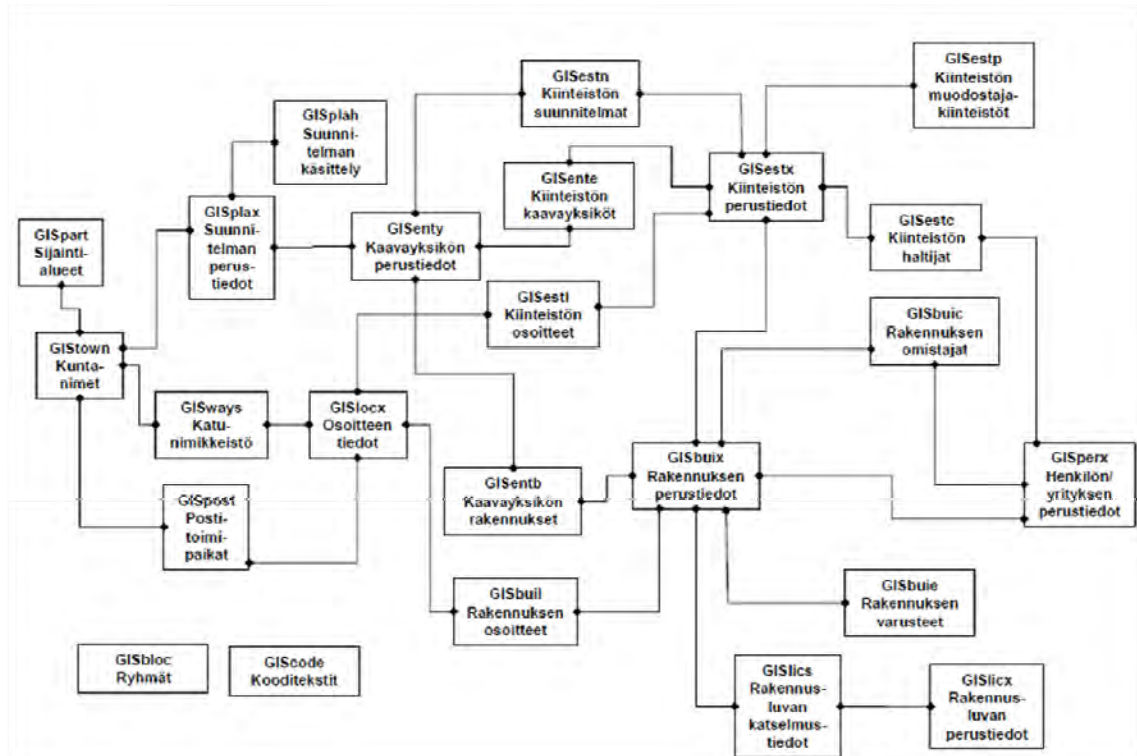 GISestn
Kiinteistön
suunnitelmat
GISestp
Kiinteistön
muodostaja-
kiinteistöt
GISplah
Suunni-
telman
käsittely
GISente
Kiinteistön
kaavayksiköt
GISestx
Kiinteistön
perustiedot
GISpart
Sijainti-
alueet
GISplax
Suunni-
telman
perus-
tiedot
GISenty
Kaavayksikön
perustiedot
GISestc
Kiinteistön
haltijat
GISestl
Kiinteistön
osoitteet
GISbuic
Rakennuksen
omistajat
GIStown
Kunta-
nimet
GISways
Katu-
nimikkeistö
GISlocx
Osoitteen
tiedot
GISbuix
Rakennuksen
perustiedot
GISperx
Henkilön/
yrityksen
perustiedot
GISentb
Kaavayksikön
rakennukset
GISpost
Posti-
toimi-
paikat
GISbuil
Rakennuksen
osoitteet
GISbuie
Rakennuksen
varusteet
GISbloc
Ryhmät
GIScode
Kooditekstit
GISlics
Rakennus-
luvan
katselmus-
tiedot
GISlicx
Rakennus-
luvan
perustiedot